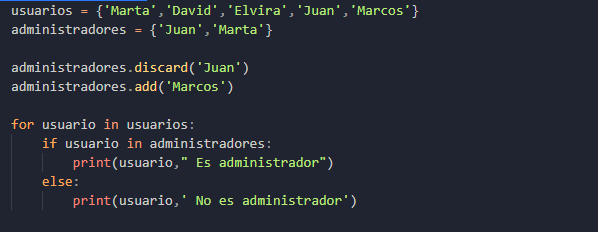 usuarios = {'Marta','David','Elvira','Juan','Marcos'}
administradores = {'Juan','Marta'}

administradores.discard('Juan')
administradores.add('Marcos')

for usuario in usuarios:
    if usuario in administradores:
        print(usuario," Es administrador")
    else:
        print(usuario,' No es administrador')